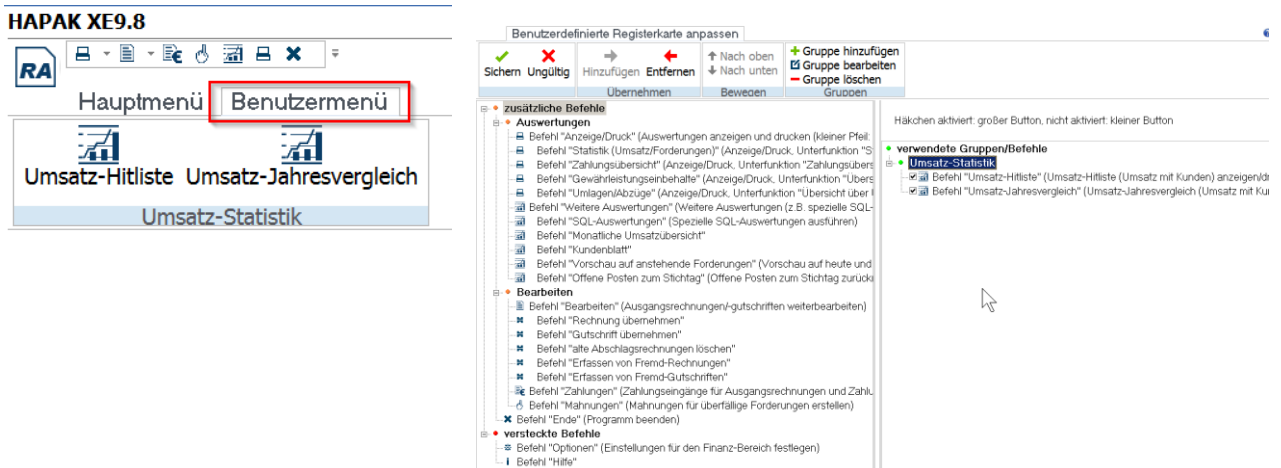 HAPAK XE9.8
RA
Hauptmenü Benutzermenü
Umsatz-Hitliste Umsatz-Jahresvergleich
Umsatz-Statistik
Benutzerdefinierte Registerkarte anpassen
Sichern Ungültig Hinzufügen Entfernen
Nach oben
Nach unten
Gruppe hinzufügen
Gruppe bearbeiten
Gruppe löschen
Übernehmen Bewegen Gruppen
zusätzliche Befehle
Auswertungen
Befehl "Anzeige/Druck" (Auswertungen anzeigen und drucken (kleiner Pfeil:
Befehl "Statistik (Umsatz/Forderungen)" (Anzeige/Druck, Unterfunktion "S
Befehl "Zahlungsübersicht" (Anzeige/Druck, Unterfunktion "Zahlungsübers
Befehl "Gewährleistungseinbehalte" (Anzeige/Druck, Unterfunktion "Übers
Befehl "Umlagen/Abzüge" (Anzeige/Druck, Unterfunktion "Übersicht über
Befehl "Weitere Auswertungen" (Weitere Auswertungen (z.B. spezielle SQL-
Befehl "SQL-Auswertungen" (Spezielle SQL-Auswertungen ausführen)
Befehl "Monatliche Umsatzübersicht"
Befehl "Kundenblatt"
Befehl "Vorschau auf anstehende Forderungen" (Vorschau auf heute und
Befehl "Offene Posten zum Stichtag" (Offene Posten zum Stichtag zurück
Bearbeiten
Befehl "Bearbeiten" (Ausgangsrechnungen/-gutschriften weiterbearbeiten)
Befehl "Rechnung übernehmen"
Befehl "Gutschrift übernehmen"
Befehl "alte Abschlagsrechnungen löschen"
Befehl "Erfassen von Fremd-Rechnungen"
Befehl "Erfassen von Fremd-Gutschriften"
Befehl "Zahlungen" (Zahlungseingänge für Ausgangsrechnungen und Zahlu
Befehl "Mahnungen" (Mahnungen für überfällige Forderungen erstellen)
Befehl "Ende" (Programm beenden)
versteckte Befehle
Befehl "Optionen" (Einstellungen für den Finanz-Bereich festlegen)
Befehl "Hilfe"
Häkchen aktiviert: großer Button, nicht aktiviert: kleiner Button
verwendete Gruppen/Befehle
Umsatz-Statistik
Befehl "Umsatz-Hitliste" (Umsatz-Hitliste (Umsatz mit Kunden) anzeigen/dr
Befehl "Umsatz-Jahresvergleich" (Umsatz-Jahresvergleich (Umsatz mit Kur